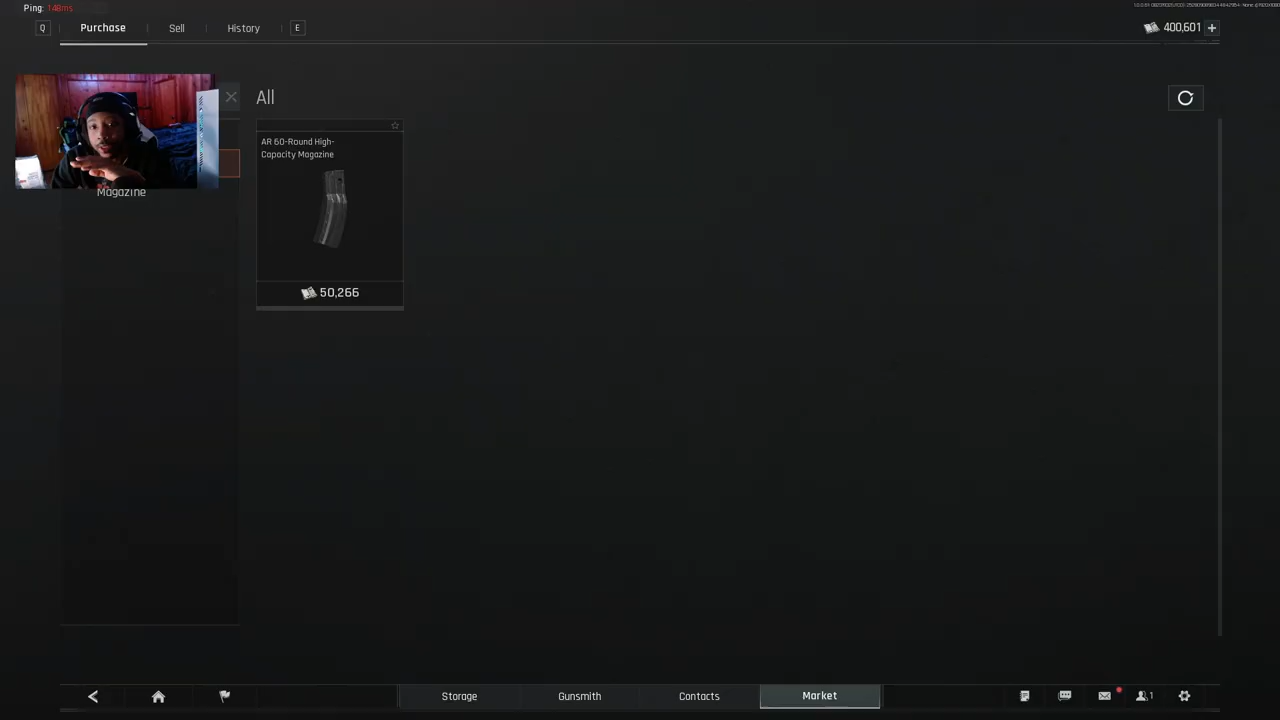 Ping: 148ms
Q
Purchase
Sell
History
E
400,601
All
AR 60-Round High-
Capacity Magazine
50,266
Magazine
Storage
Gunsmith
Contacts
Market
1